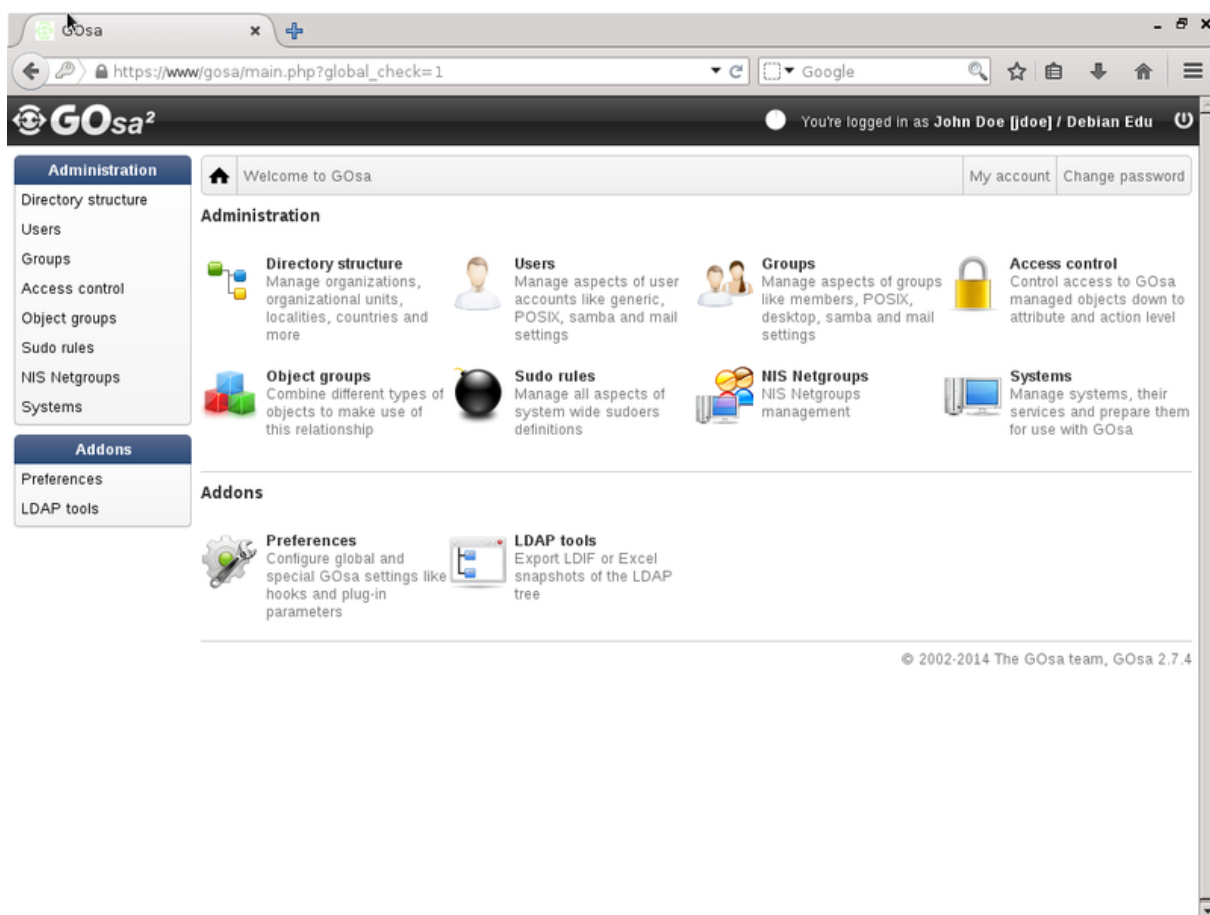 GOsa
https://www/gosa/main.php?global_check=1
Google
GOsa²
You're logged in as John Doe [jdoe] / Debian Edu
Administration
Directory structure
Users
Groups
Access control
Object groups
Sudo rules
NIS Netgroups
Systems
Addons
Preferences
LDAP tools
Welcome to GOsa
My account
Change password
Administration
Directory structure
Manage organizations,
organizational units,
localities, countries and
more
Users
Manage aspects of user
accounts like generic,
POSIX, samba and mail
settings
Groups
Manage aspects of groups
like members, POSIX,
desktop, samba and mail
settings
Access control
Control access to GOsa
managed objects down to
attribute and action level
Object groups
Combine different types of
objects to make use of
this relationship
Sudo rules
Manage all aspects of
system wide sudoers
definitions
NIS Netgroups
NIS Netgroups
management
Systems
Manage systems, their
services and prepare them
for use with GOsa
Addons
Preferences
Configure global and
special GOsa settings like
hooks and plug-in
parameters
LDAP tools
Export LDIF or Excel
snapshots of the LDAP
tree
© 2002-2014 The GOsa team, GOsa 2.7.4